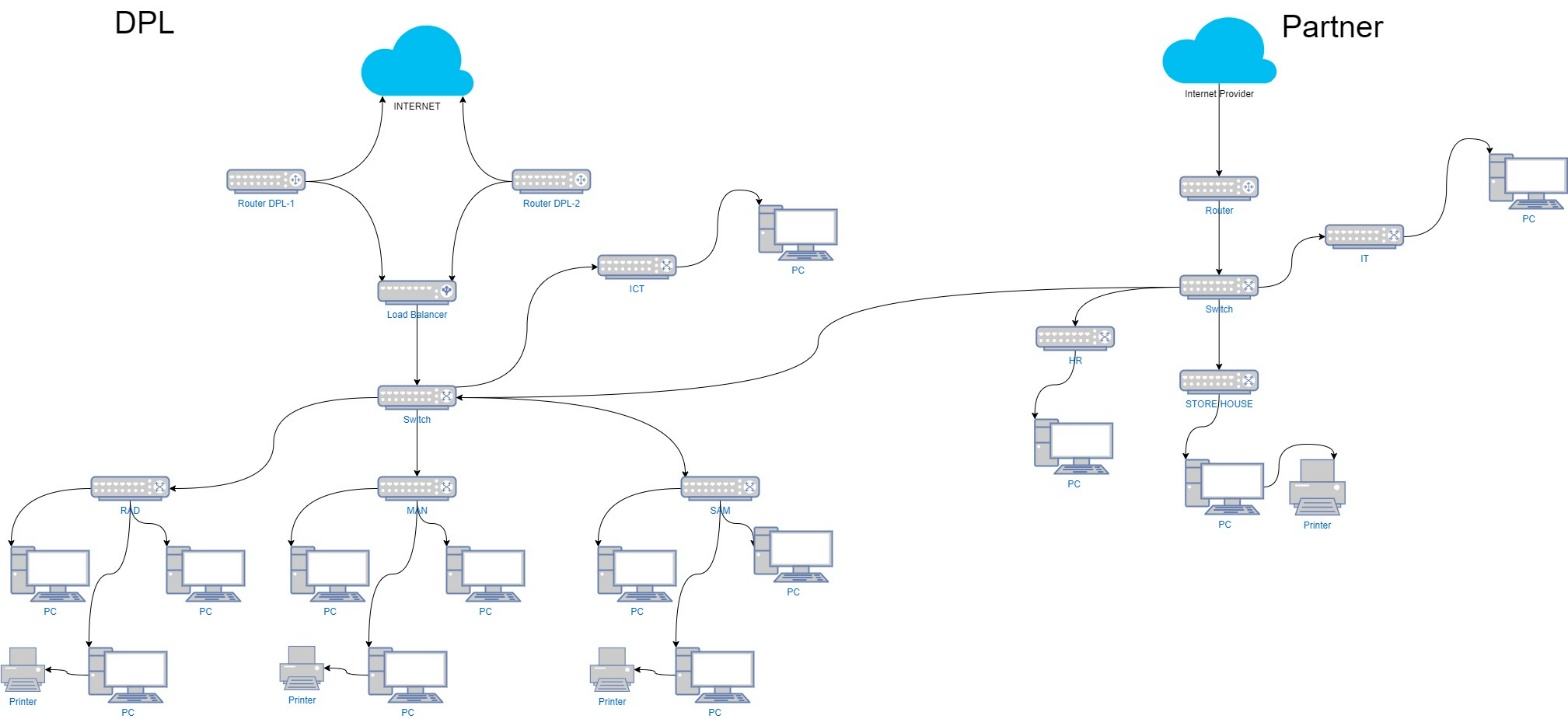 DPL
Partner
INTERNET
Internet Provider
Router DPL-1
Router DPL-2
Router
PC
IT
PC
ICT
Load Balancer
Switch
HR
Switch
STORE HOUSE
PC
PC
Printer
RAD
MAN
SAM
PC
PC
PC
PC
PC
PC
Printer
PC
Printer
PC
Printer
PC